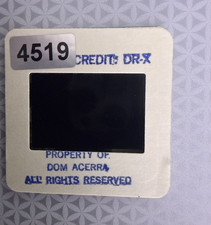 4519
CREDIT: DR-X
PROPERTY OF
DOM ACERRA
ALL RIGHTS RESERVED